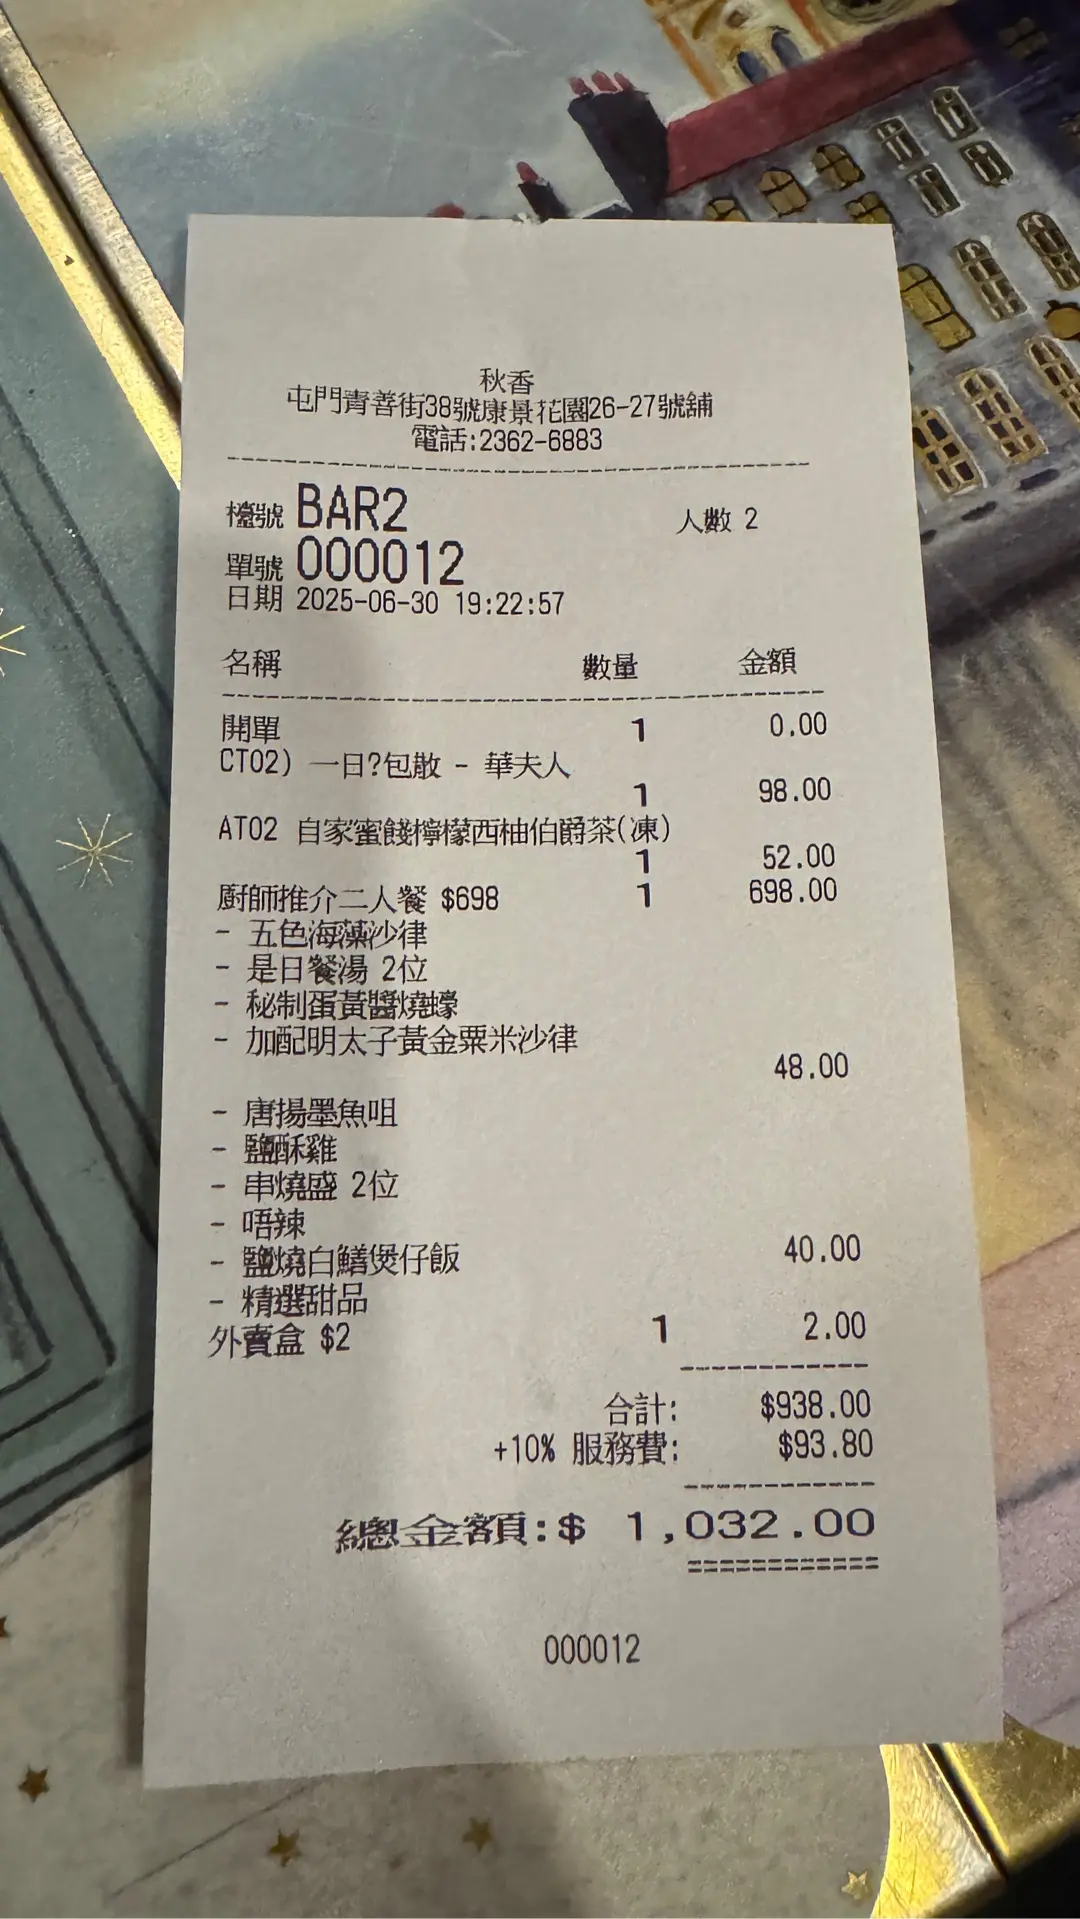 秋香
屯門青善街38號康景花園26-27號舖
電話:2362-6883
檯號 BAR2 人數 2
單號 000012
日期 2025-06-30 19:22:57
名稱 數量 金額
開單 1 0.00
CT02) 一日?包散 - 華夫人
1 98.00
AT02 自家蜜餞檸檬西柚伯爵茶(凍)
1 52.00
廚師推介二人餐 $698 1 698.00
- 五色海藻沙律
- 是日餐湯 2位
- 秘制蛋黃醬燒蠔
- 加配明太子黃金粟米沙律
48.00
- 唐揚墨魚咀
- 鹽酥雞
- 串燒盛 2位
- 唔辣
- 鹽燒白鱔煲仔飯 40.00
- 精選甜品
外賣盒 $2 1 2.00
合計: $938.00
+10% 服務費: $93.80
總金額:$ 1,032.00
000012